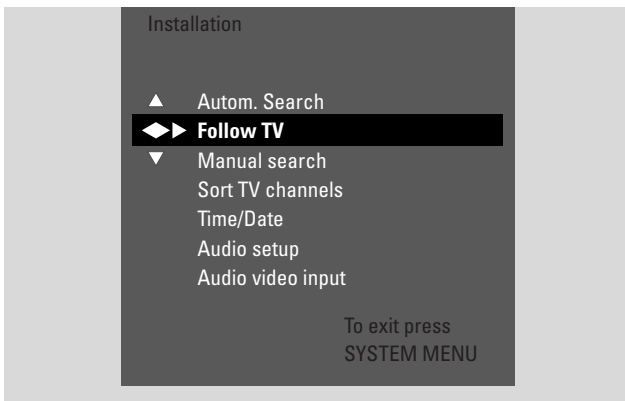 Installation
Autom. Search
Follow TV
Manual search
Sort TV channels
Time/Date
Audio setup
Audio video input
To exit press
SYSTEM MENU